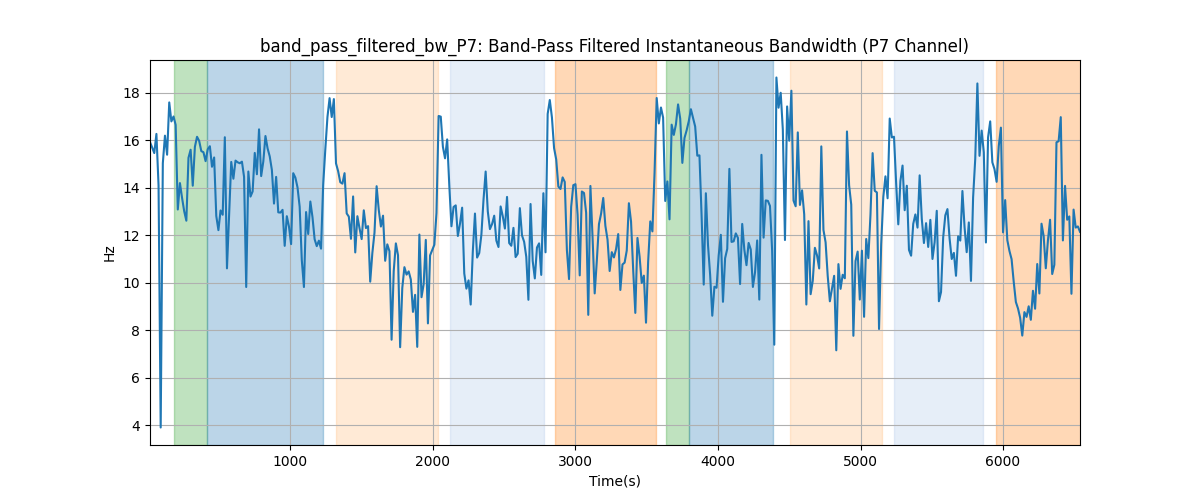 band_pass_filtered_bw_P7: Band-Pass Filtered Instantaneous Bandwidth (P7 Channel)
18
16
14
12
10
8
6
4
Hz
1000 2000 3000 4000 5000 6000
Time(s)